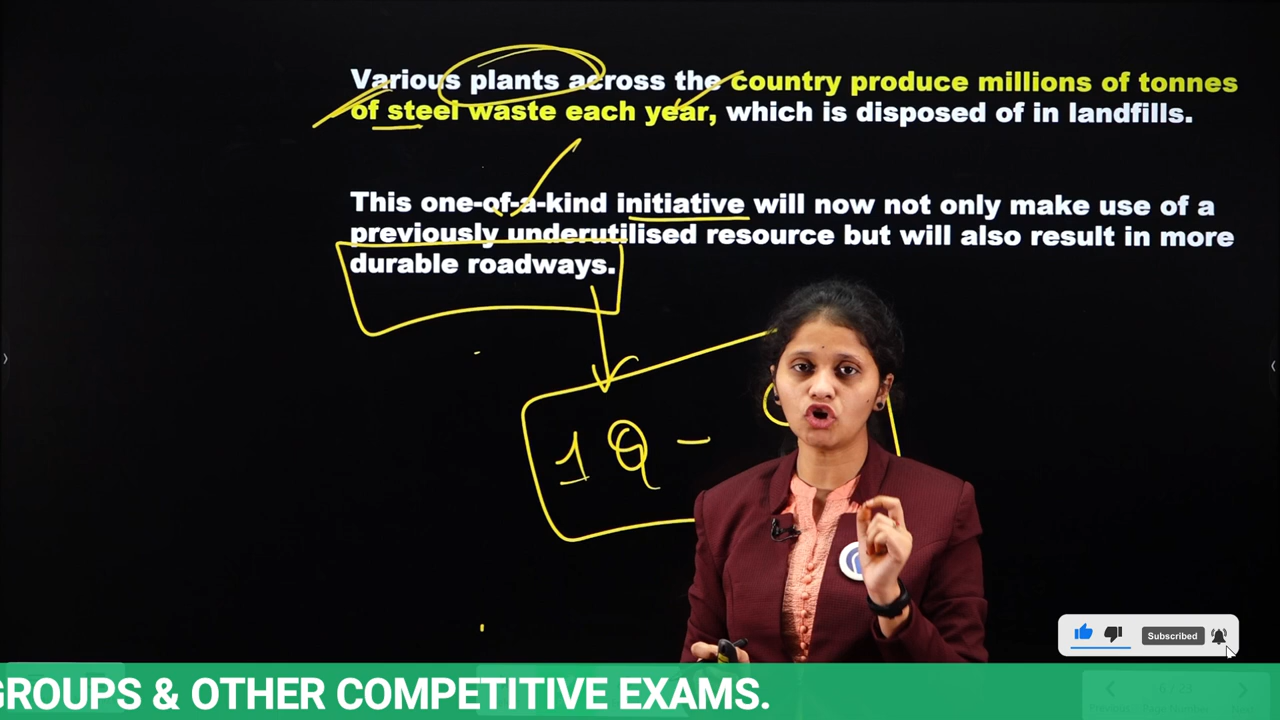 Various plants across the country produce millions of tonnes
of steel waste each year, which is disposed of in landfills.
This one-of-a-kind initiative will now not only make use of a
previously underutilised resource but will also result in more
durable roadways.
1 Q -
Subscribed
GROUPS & OTHER COMPETITIVE EXAMS.